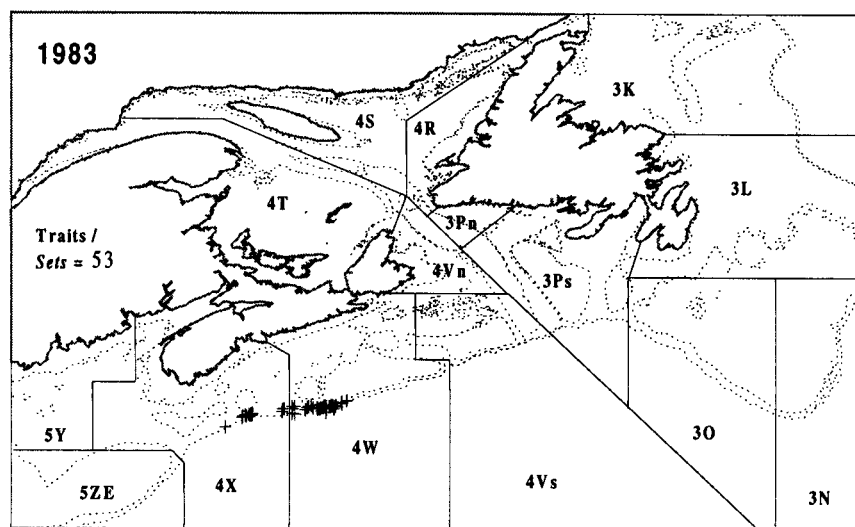 1983
3K
4S
4R
3L
4T
3Pn
Traits /
Sets = 53
4Vn
3Ps
5Y
3O
4W
5ZE
4X
4Vs
3N